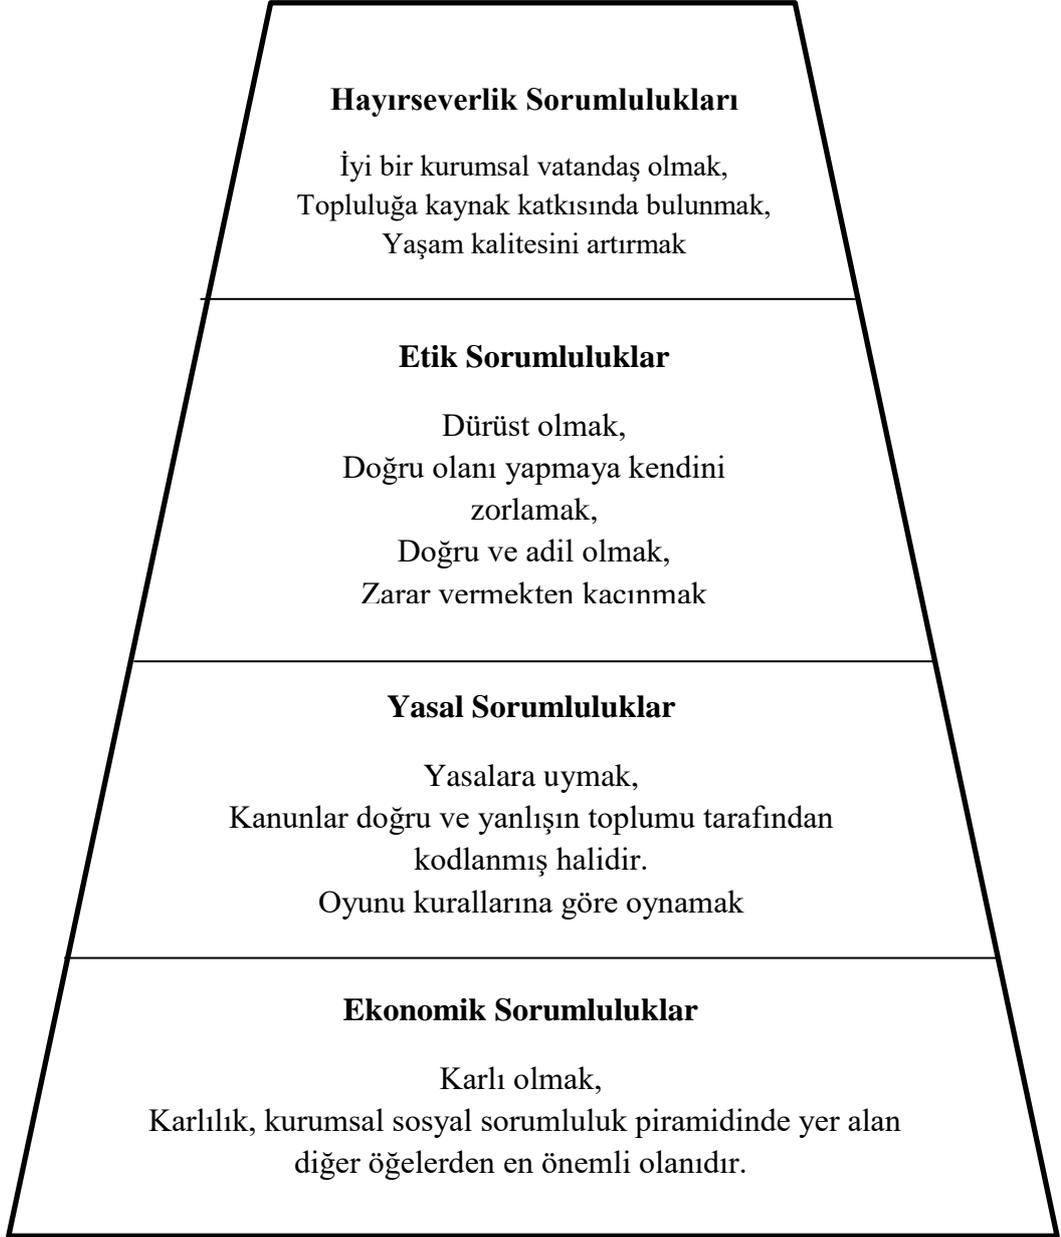 Hayırseverlik Sorumlulukları
İyi bir kurumsal vatandaş olmak,
Topluluğa kaynak katkısında bulunmak,
Yaşam kalitesini artırmak
Etik Sorumluluklar
Dürüst olmak,
Doğru olanı yapmaya kendini
zorlamak,
Doğru ve adil olmak,
Zarar vermekten kaçınmak
Yasal Sorumluluklar
Yasalara uymak,
Kanunlar doğru ve yanlışın toplumu tarafından
kodlanmış halidir.
Oyunu kurallarına göre oynamak
Ekonomik Sorumluluklar
Karlı olmak,
Karlılık, kurumsal sosyal sorumluluk piramidinde yer alan
diğer öğelerden en önemli olanıdır.